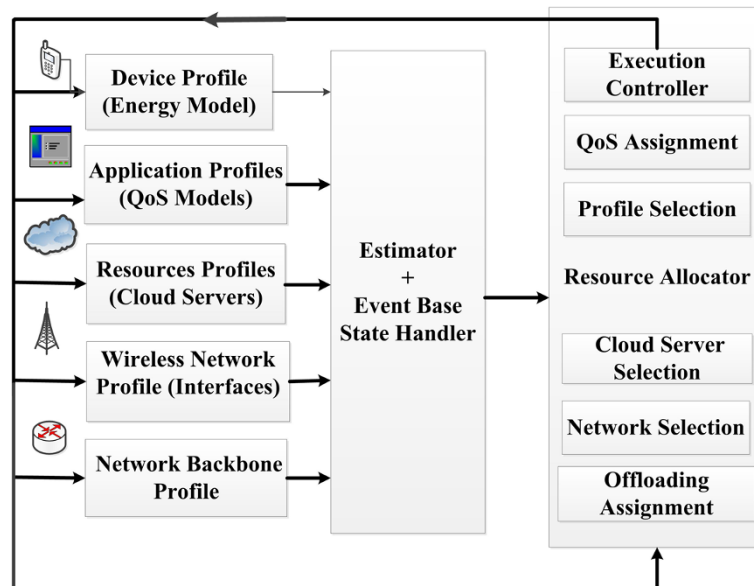 Device Profile
(Energy Model)
Application Profiles
(QoS Models)
Resources Profiles
(Cloud Servers)
Wireless Network
Profile (Interfaces)
Network Backbone
Profile
Estimator
+
Event Base
State Handler
Execution
Controller
QoS Assignment
Profile Selection
Resource Allocator
Cloud Server
Selection
Network Selection
Offloading
Assignment